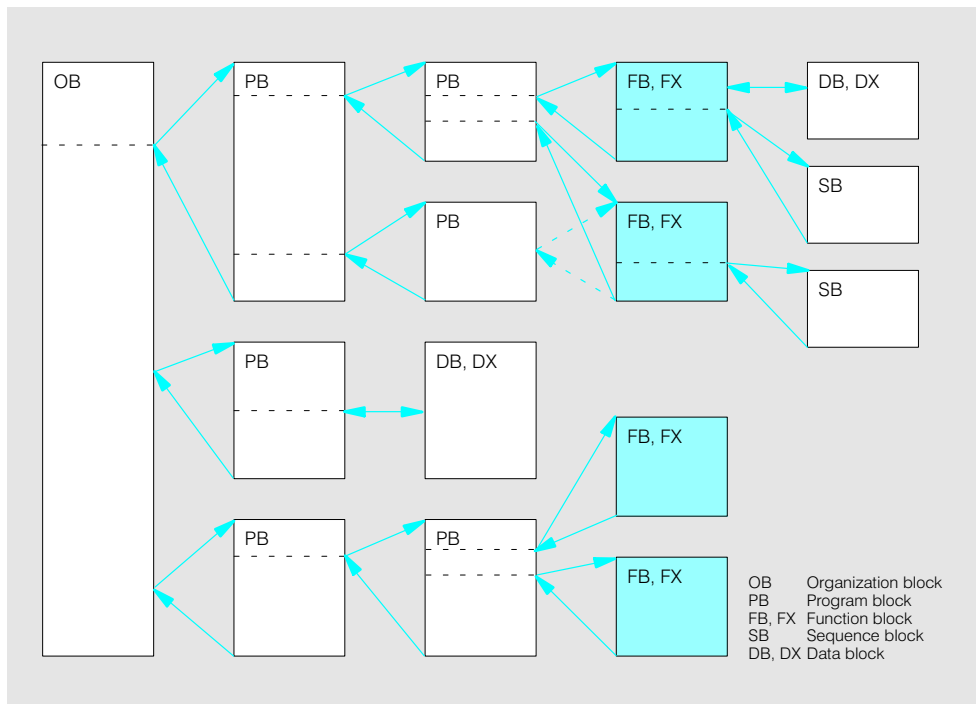 OB
PB
PB
FB, FX
DB, DX
SB
PB
FB, FX
SB
PB
DB, DX
FB, FX
PB
PB
FB, FX
OB Organization block
PB Program block
FB, FX Function block
SB Sequence block
DB, DX Data block